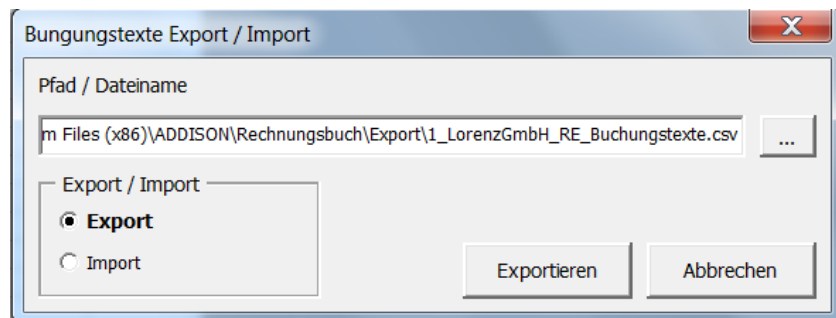 Bungungstexte Export / Import
Pfad / Dateiname
m Files (x86)\ADDISON\Rechnungsbuch\Export\1_LorenzGmbH_RE_Buchungstexte.csv
...
Export / Import
Export
Import
Exportieren
Abbrechen